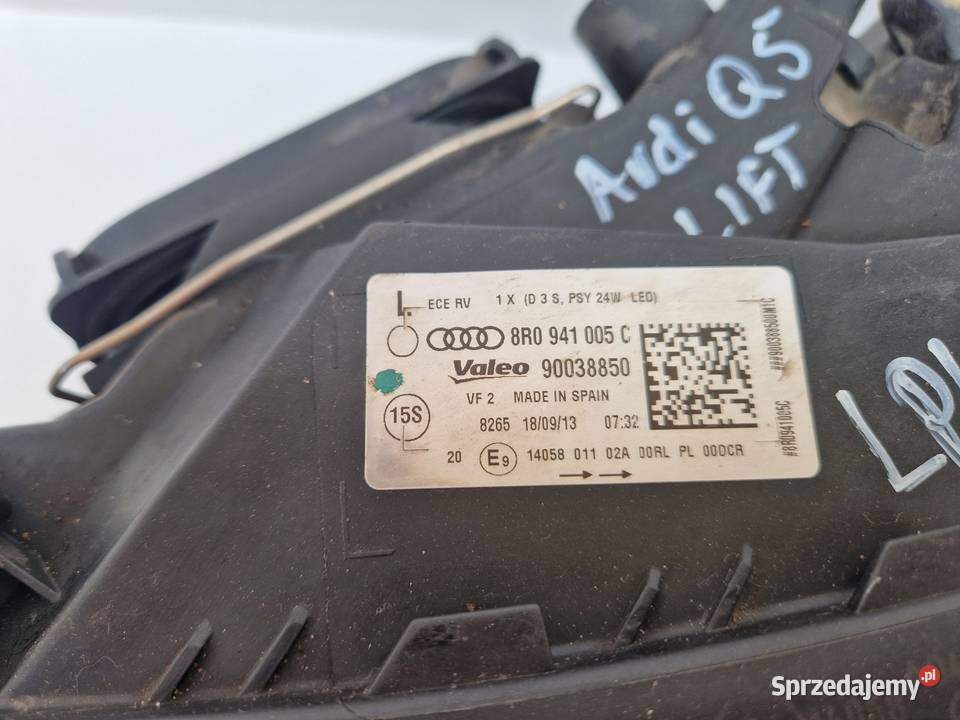 Audi Q5
LIFT
L ECE RV 1 X (D 3 S, PSY 24W LED)
8R0 941 005 C
Valeo 90038850
VF 2 MADE IN SPAIN
15S
8265 18/09/13 07:32
20 E9 14058 011 02A 00RL PL 00DCR
###90038850UM1C
#8R0941005C
Sprzedajemy.pl